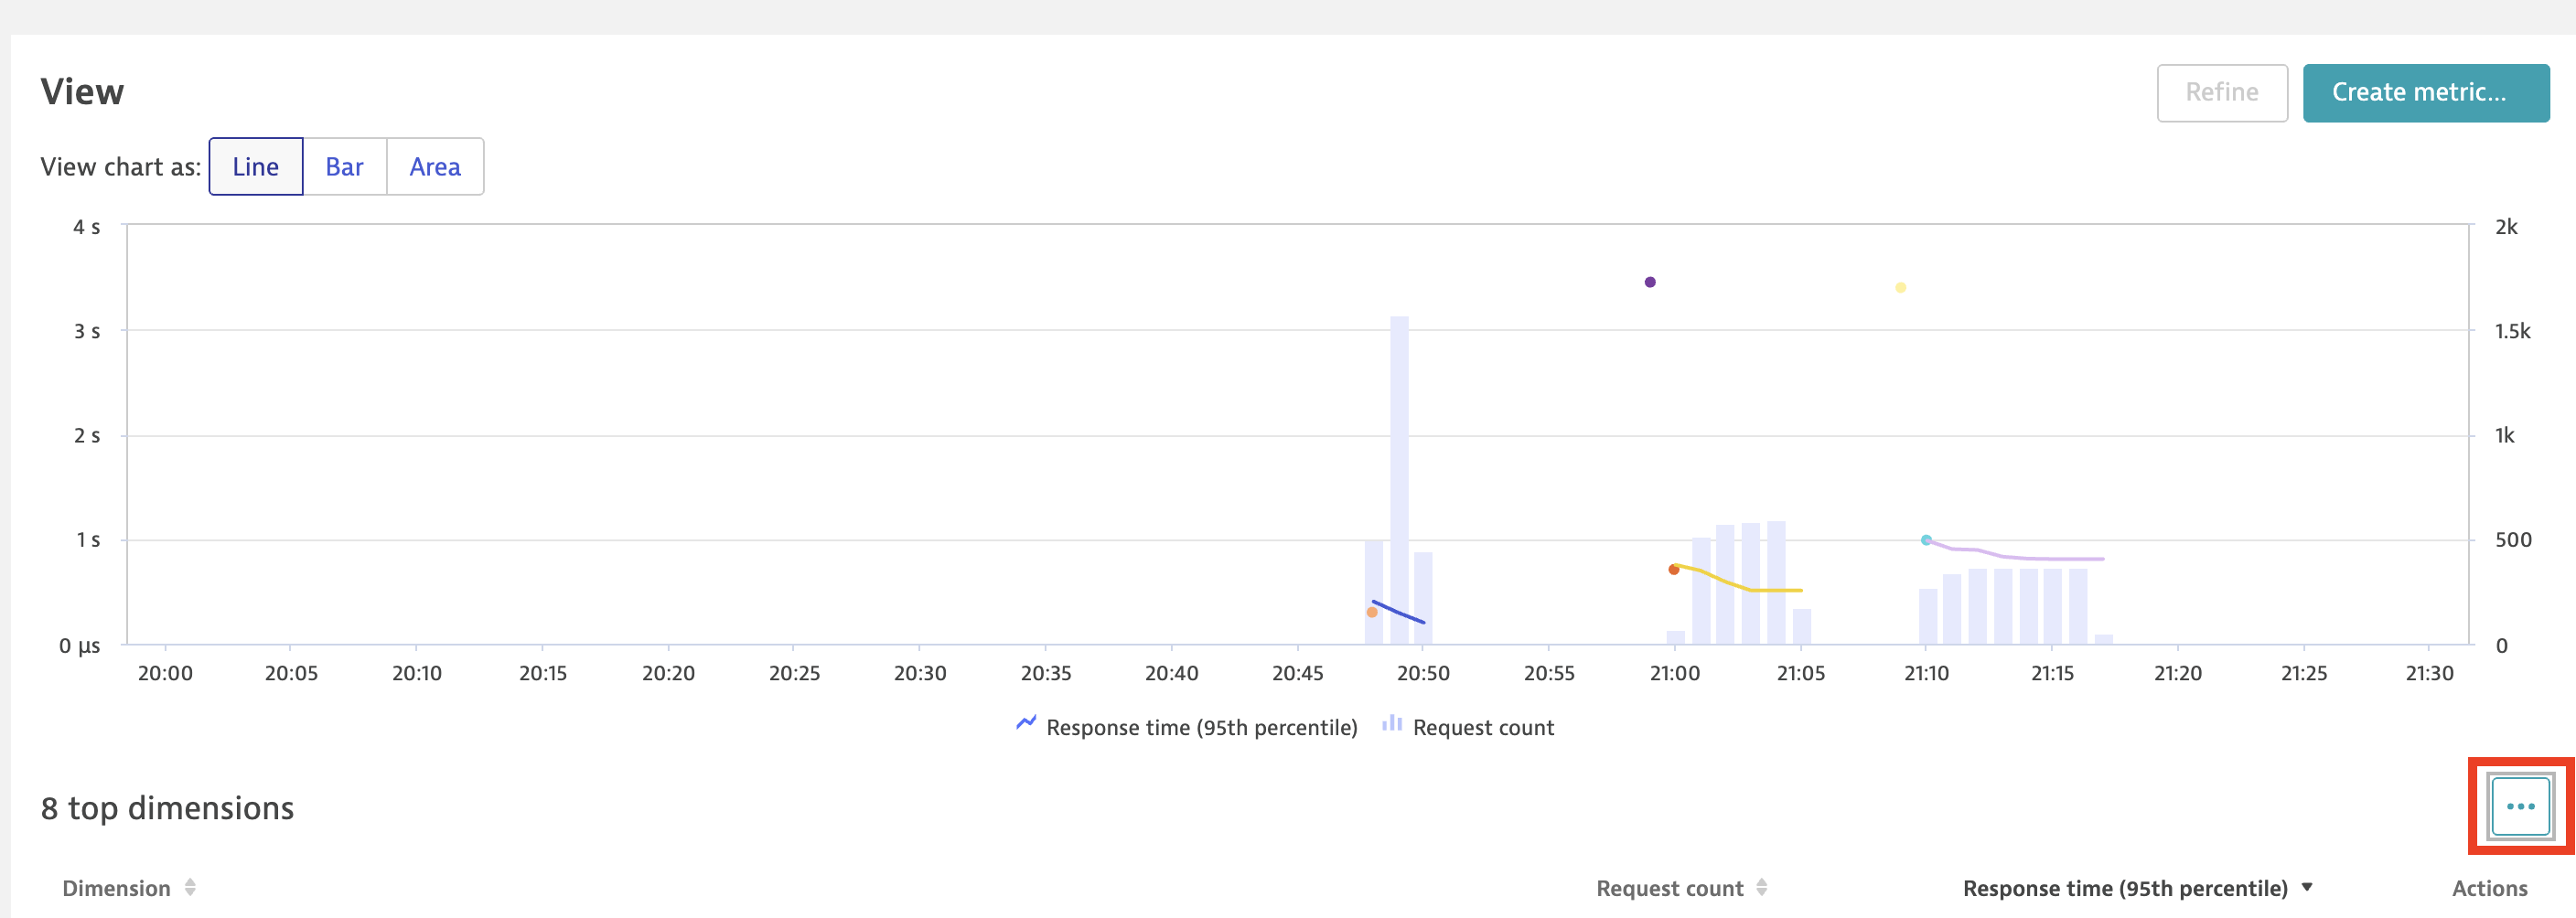 View
Refine
Create metric...
View chart as: Line Bar Area
4 s
3 s
2 s
1 s
0 µs
2k
1.5k
1k
500
0
20:00 20:05 20:10 20:15 20:20 20:25 20:30 20:35 20:40 20:45 20:50 20:55 21:00 21:05 21:10 21:15 21:20 21:25 21:30
Response time (95th percentile) Request count
8 top dimensions
Dimension Request count Response time (95th percentile) Actions